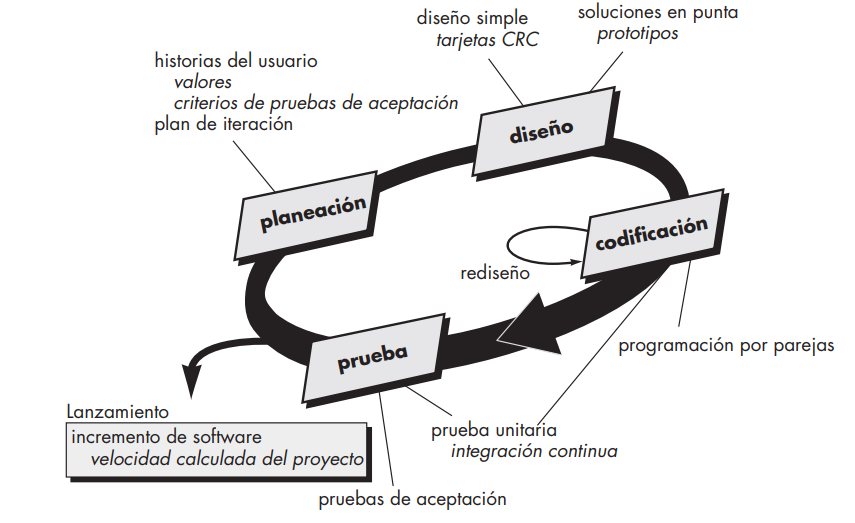 diseño simple
tarjetas CRC
soluciones en punta
prototipos
historias del usuario
valores
criterios de pruebas de aceptación
plan de iteración
diseño
planeación
codificación
rediseño
prueba
programación por parejas
Lanzamiento
incremento de software
velocidad calculada del proyecto
prueba unitaria
integración continua
pruebas de aceptación